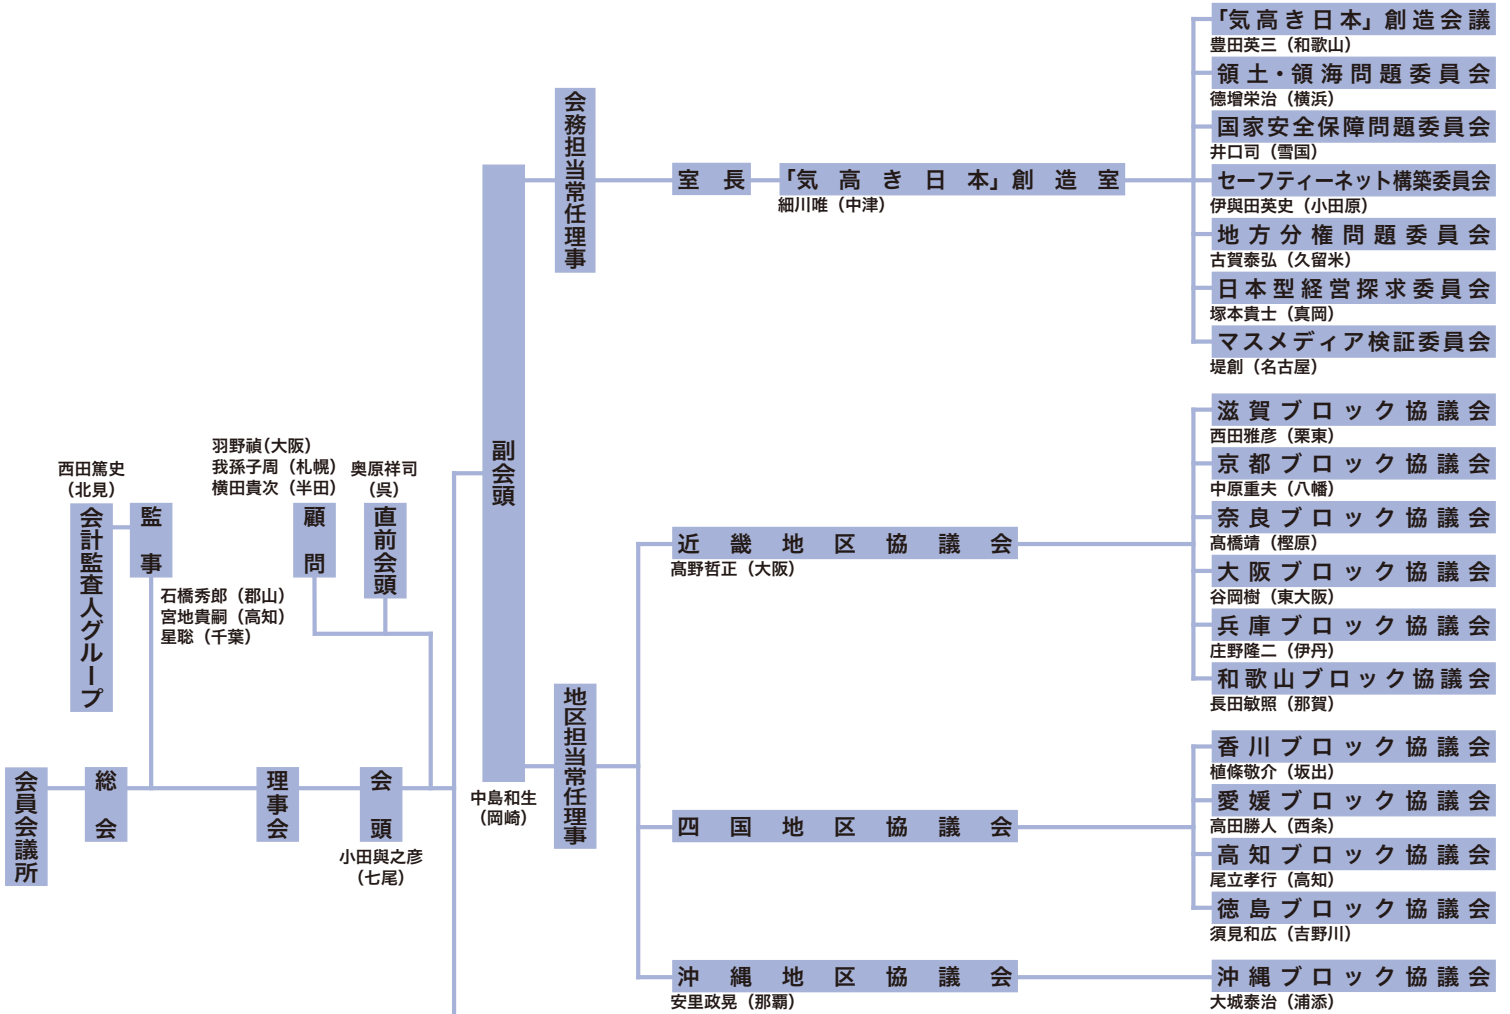 会員会議所
総会
会計監査人グループ
西田篤史
（北見）
監事
石橋秀郎（郡山）
宮地貴嗣（高知）
星聡（千葉）
理事会
会頭
小田與之彦
（七尾）
顧問
羽野禎（大阪）
我孫子周（札幌）
横田貴次（半田）
直前会頭
奥原祥司
（呉）
副会頭
中島和生
（岡崎）
会務担当常任理事
室長
「気高き日本」創造室
細川唯（中津）
「気高き日本」創造会議
豊田英三（和歌山）
領土・領海問題委員会
德増栄治（横浜）
国家安全保障問題委員会
井口司（雪国）
セーフティーネット構築委員会
伊與田英史（小田原）
地方分権問題委員会
古賀泰弘（久留米）
日本型経営探求委員会
塚本貴士（真岡）
マスメディア検証委員会
堤創（名古屋）
地区担当常任理事
近畿地区協議会
髙野哲正（大阪）
滋賀ブロック協議会
西田雅彦（栗東）
京都ブロック協議会
中原重夫（八幡）
奈良ブロック協議会
髙橋靖（樫原）
大阪ブロック協議会
谷岡樹（東大阪）
兵庫ブロック協議会
庄野隆二（伊丹）
和歌山ブロック協議会
長田敏照（那賀）
四国地区協議会
香川ブロック協議会
植條敬介（坂出）
愛媛ブロック協議会
高田勝人（西条）
高知ブロック協議会
尾立孝行（高知）
徳島ブロック協議会
須見和広（吉野川）
沖縄地区協議会
安里政晃（那覇）
沖縄ブロック協議会
大城泰治（浦添）